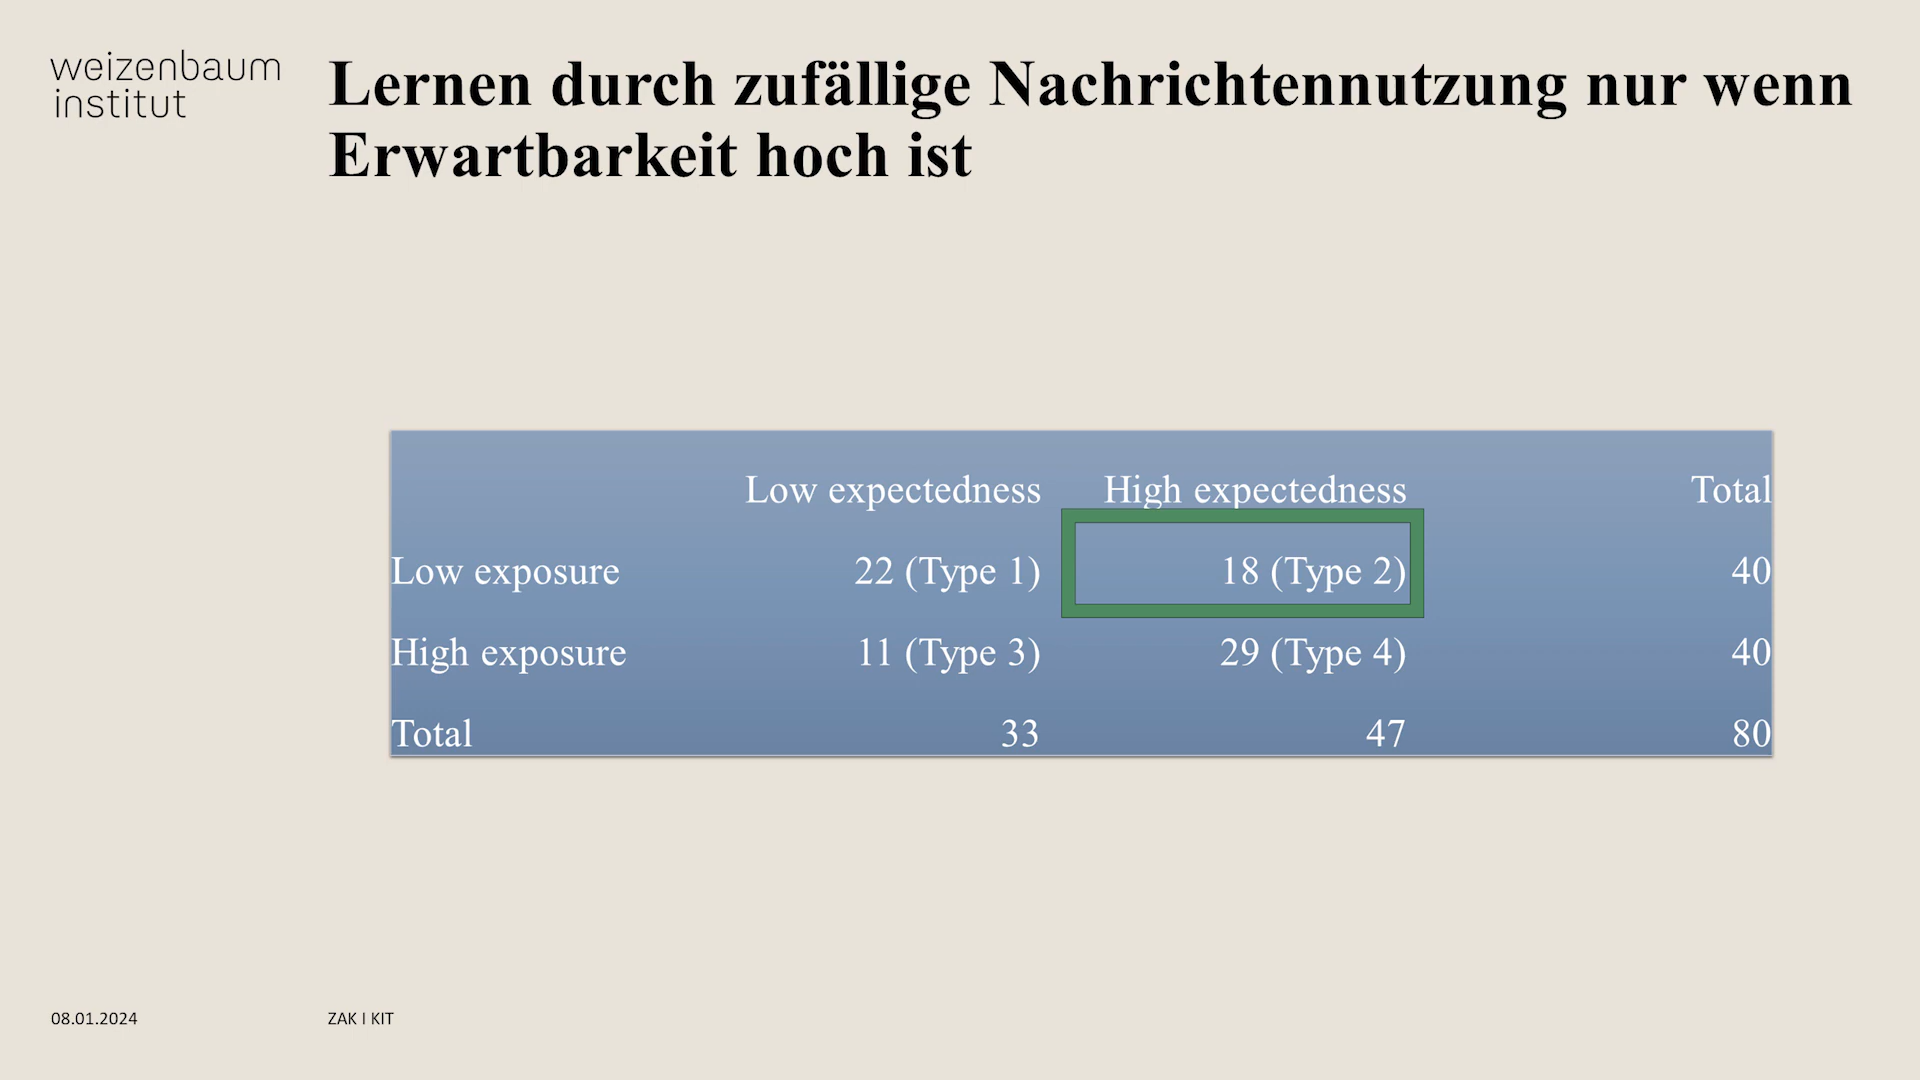 weizenbaum
institut
Lernen durch zufällige Nachrichtennutzung nur wenn
Erwartbarkeit hoch ist
Low expectedness High expectedness Total
Low exposure 22 (Type 1) 18 (Type 2) 40
High exposure 11 (Type 3) 29 (Type 4) 40
Total 33 47 80
08.01.2024 ZAK I KIT